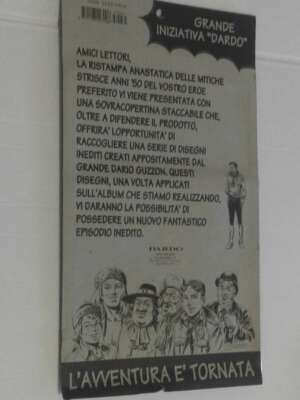 GRANDE
INIZIATIVA "DARDO"
AMICI LETTORI,
LA RISTAMPA ANASTATICA DELLE MITICHE
STRISCE ANNI '50 DEL VOSTRO EROE
PREFERITO VI VIENE PRESENTATA CON
UNA SOVRACOPERTINA STACCABILE CHE,
OLTRE A DIFENDERE IL PRODOTTO,
OFFRIRA' L'OPPORTUNITA' DI
RACCOGLIERE UNA SERIE DI DISEGNI
INEDITI CREATI APPOSITAMENTE DAL
GRANDE DARIO GUZZON. QUESTI
DISEGNI, UNA VOLTA APPLICATI
SULL'ALBUM CHE STIAMO REALIZZANDO,
VI DARANNO LA POSSIBILITA' DI
POSSEDERE UN NUOVO FANTASTICO
EPISODIO INEDITO.
DARDO
L'AVVENTURA E' TORNATA